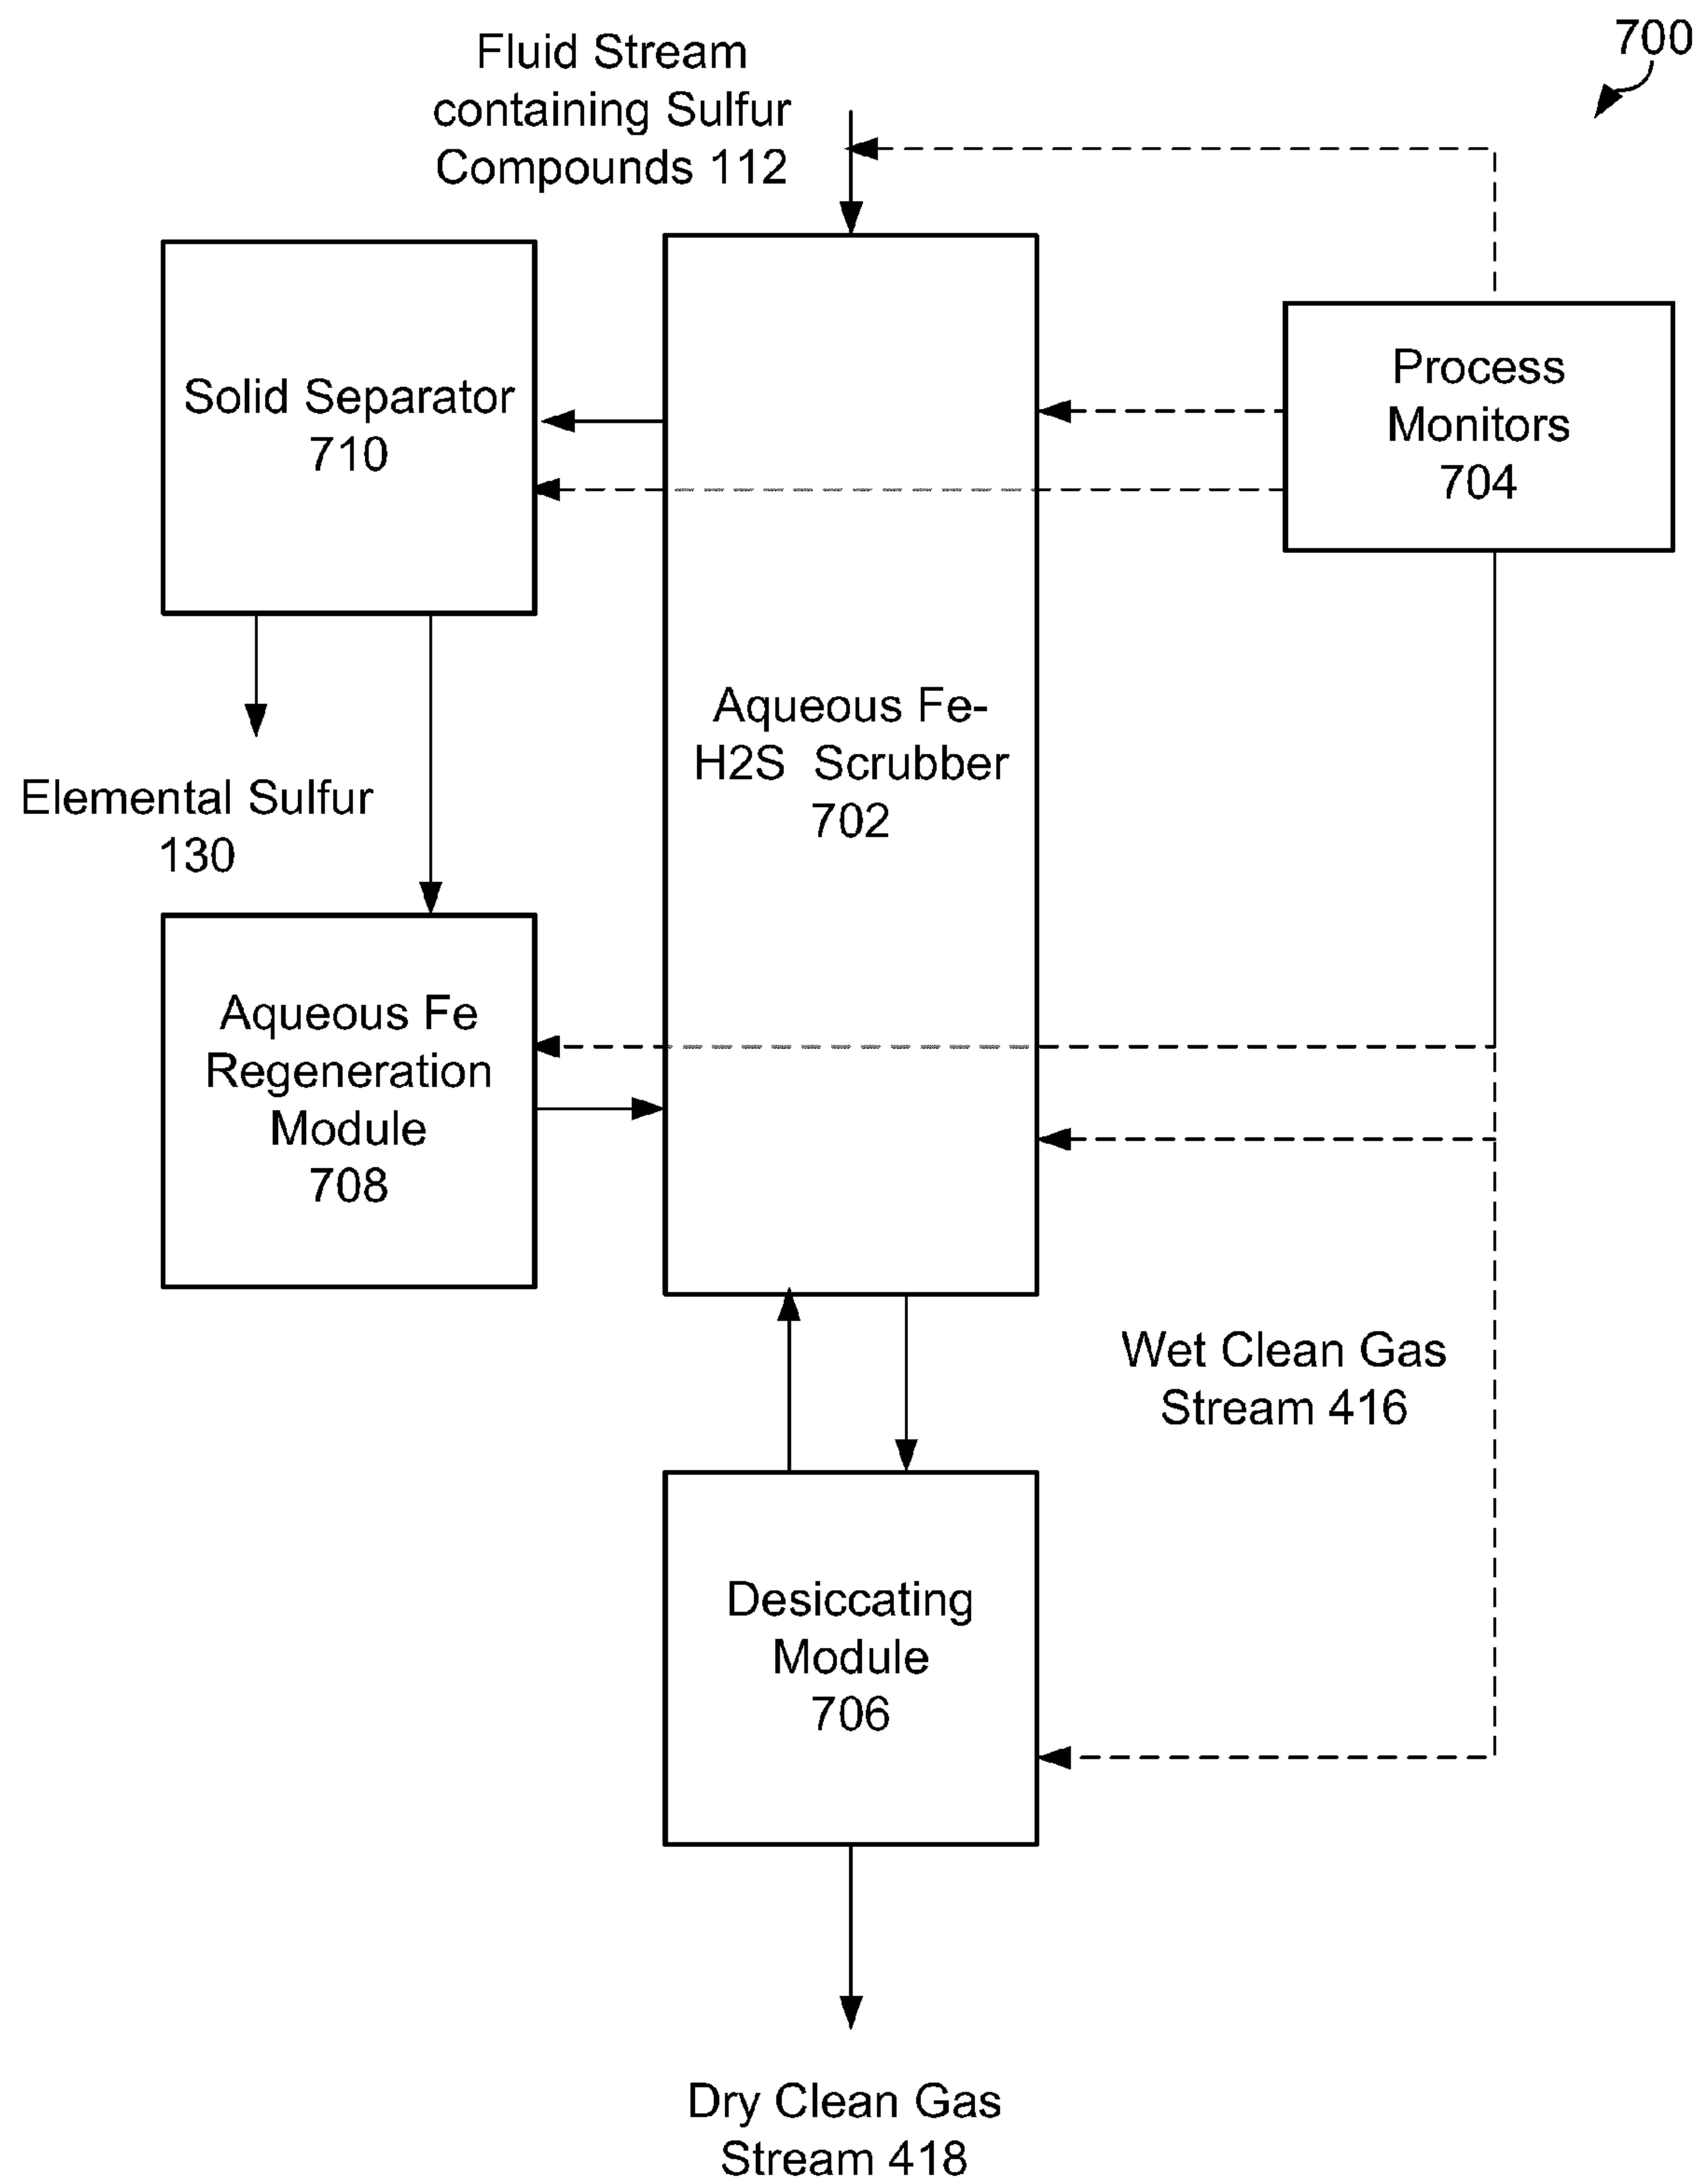 700
Fluid Stream
containing Sulfur
Compounds 112
Process
Monitors
704
Solid Separator
710
Aqueous Fe-
H2S Scrubber
702
Elemental Sulfur
130
Aqueous Fe
Regeneration
Module
708
Wet Clean Gas
Stream 416
Desiccating
Module
706
Dry Clean Gas
Stream 418